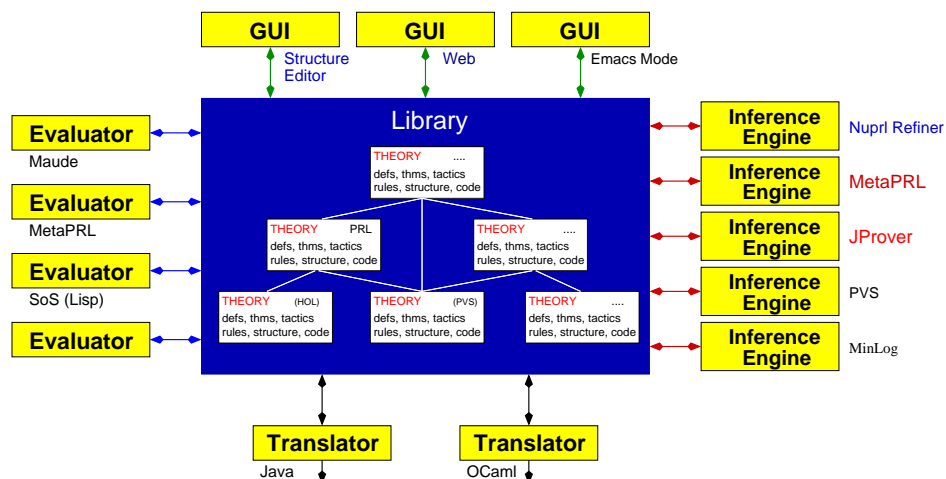 GUI
GUI
GUI
Structure
Editor
Web
Emacs Mode
Library
Evaluator
Maude
Evaluator
MetaPRL
Evaluator
SoS (Lisp)
Evaluator
THEORY ....
defs, thms, tactics
rules, structure, code
THEORY PRL
defs, thms, tactics
rules, structure, code
THEORY ....
defs, thms, tactics
rules, structure, code
THEORY (HOL)
defs, thms, tactics
rules, structure, code
THEORY (PVS)
defs, thms, tactics
rules, structure, code
THEORY ....
defs, thms, tactics
rules, structure, code
Inference
Engine
Nuprl Refiner
Inference
Engine
MetaPRL
Inference
Engine
JProver
Inference
Engine
PVS
Inference
Engine
MinLog
Translator
Java
Translator
OCaml